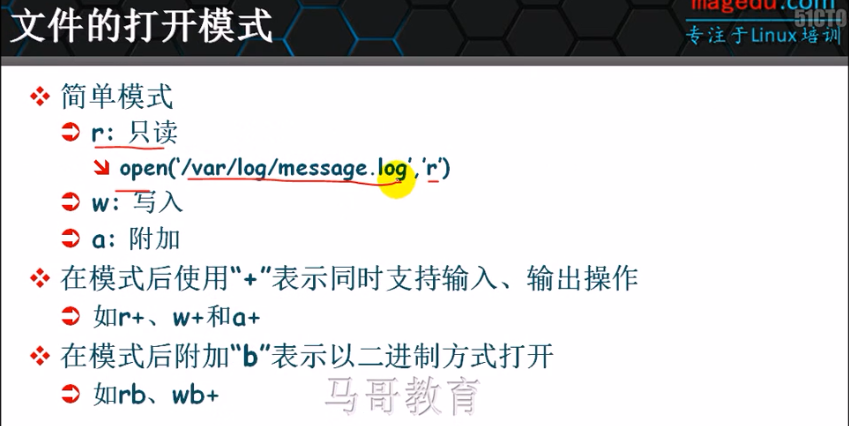 文件的打开模式
magedu.com
51CTO
专注于Linux培训
简单模式
r: 只读
open('/var/log/message.log','r')
w: 写入
a: 附加
在模式后使用“+”表示同时支持输入、输出操作
如r+、w+和a+
在模式后附加“b”表示以二进制方式打开
如rb、wb+
马哥教育